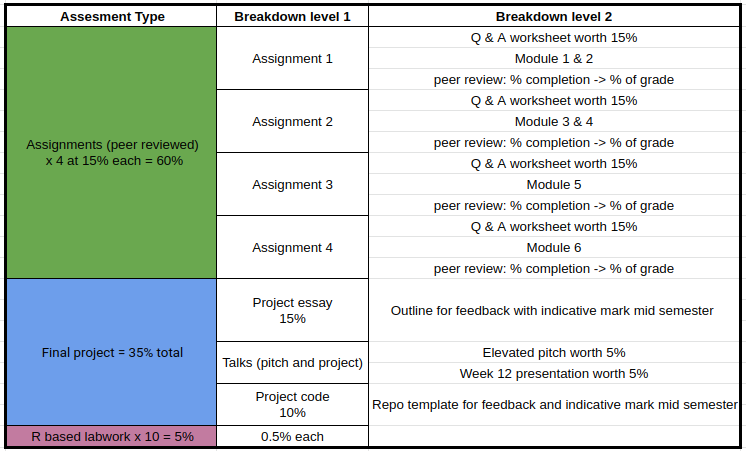 Assesment Type
Breakdown level 1
Breakdown level 2
Assignments (peer reviewed)
x 4 at 15% each = 60%
Assignment 1
Q & A worksheet worth 15%
Module 1 & 2
peer review: % completion -> % of grade
Assignment 2
Q & A worksheet worth 15%
Module 3 & 4
peer review: % completion -> % of grade
Assignment 3
Q & A worksheet worth 15%
Module 5
peer review: % completion -> % of grade
Assignment 4
Q & A worksheet worth 15%
Module 6
peer review: % completion -> % of grade
Final project = 35% total
Project essay
15%
Outline for feedback with indicative mark mid semester
Talks (pitch and project)
Elevated pitch worth 5%
Week 12 presentation worth 5%
Project code
10%
Repo template for feedback and indicative mark mid semester
R based labwork x 10 = 5%
0.5% each